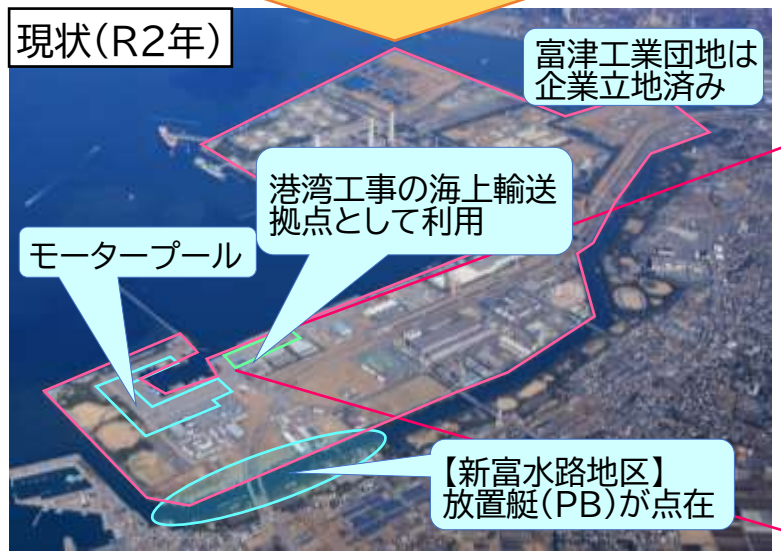 現状(R2年)
富津工業団地は
企業立地済み
港湾工事の海上輸送
拠点として利用
モータープール
【新富水路地区】
放置艇(PB)が点在